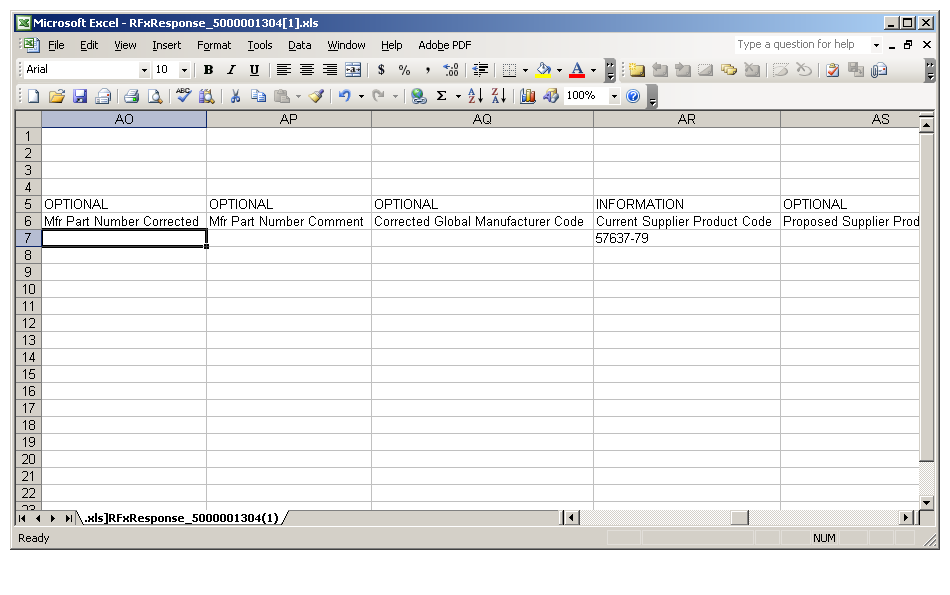 Microsoft Excel - RFxResponse_5000001304[1].xls
File Edit View Insert Format Tools Data Window Help Adobe PDF Type a question for help
Arial 10 B I U $ % , A
ABC Σ A Z Z A 100% ?
AO AP AQ AR AS
1
2
3
4
5 OPTIONAL OPTIONAL OPTIONAL INFORMATION OPTIONAL
6 Mfr Part Number Corrected Mfr Part Number Comment Corrected Global Manufacturer Code Current Supplier Product Code Proposed Supplier Prod
7 57637-79
8
9
10
11
12
13
14
15
16
17
18
19
20
21
22
23
.xls]RFxResponse_5000001304(1)
Ready NUM